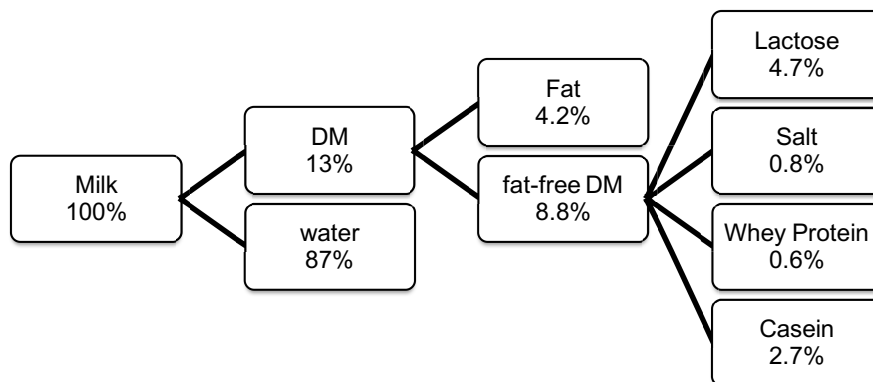 Milk
100%
DM
13%
water
87%
Fat
4.2%
fat-free DM
8.8%
Lactose
4.7%
Salt
0.8%
Whey Protein
0.6%
Casein
2.7%